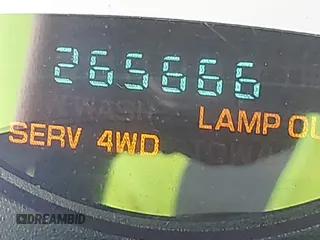 265666
LAMP OU
SERV 4WD
DREAMBID